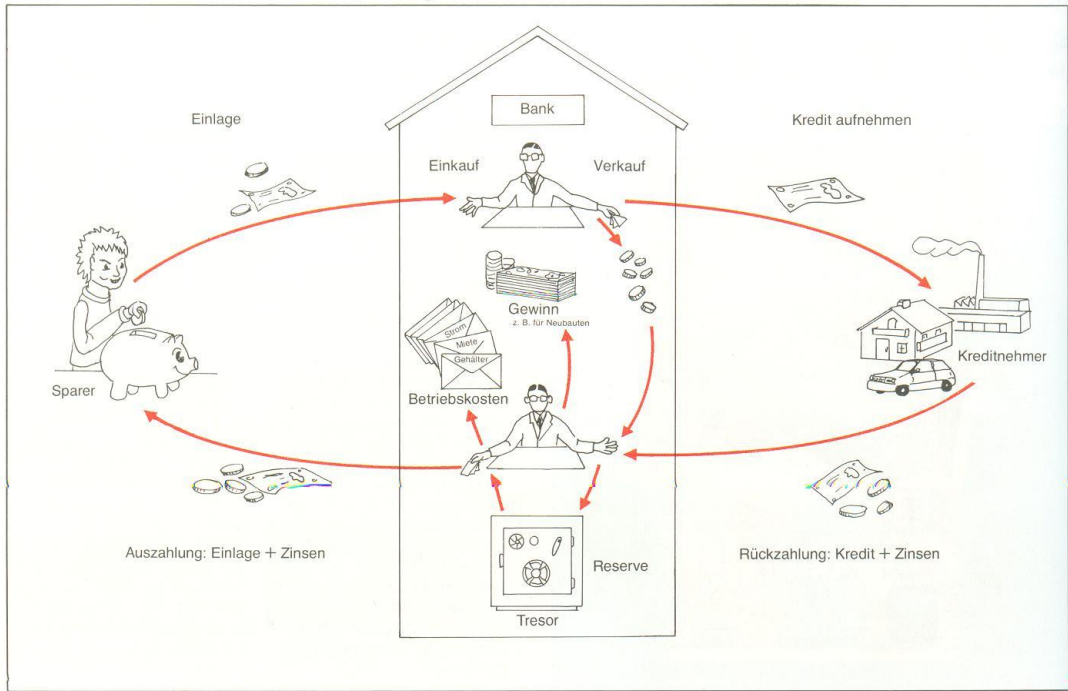 Bank
Einlage
Kredit aufnehmen
Einkauf
Verkauf
Gewinn
z. B. für Neubauten
Strom
Miete
Gehälter
Betriebskosten
Sparer
Kreditnehmer
Auszahlung: Einlage + Zinsen
Rückzahlung: Kredit + Zinsen
Reserve
Tresor